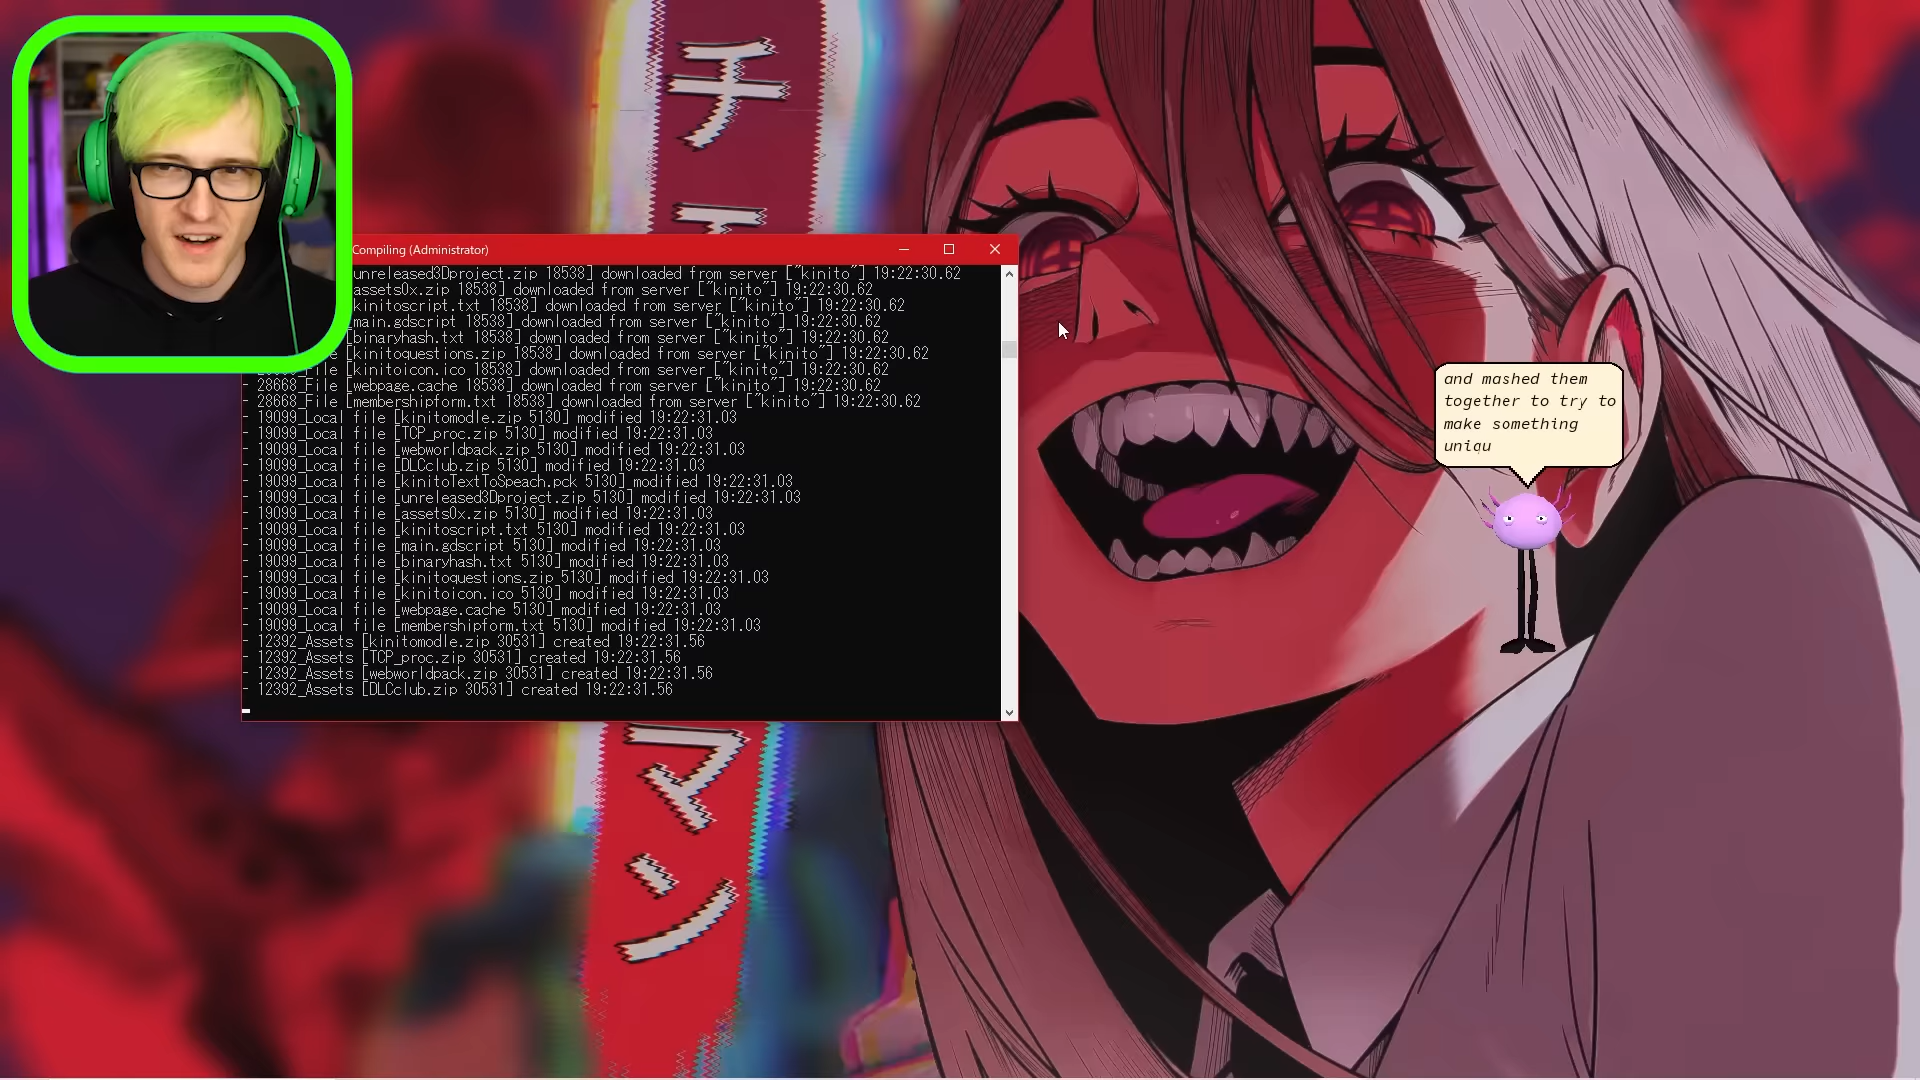 チ
Compiling (Administrator)
unreleased3Dproject.zip 18538] downloaded from server ["kinito"] 19:22:30.62
assets0x.zip 18538] downloaded from server ["kinito"] 19:22:30.62
kinitoscript.txt 18538] downloaded from server ["kinito"] 19:22:30.62
[main.gdscript 18538] downloaded from server ["kinito"] 19:22:30.62
[binaryhash.txt 18538] downloaded from server ["kinito"] 19:22:30.62
e [kinitoquestions.zip 18538] downloaded from server ["kinito"] 19:22:30.62
[kinitoicon.ico 18538] downloaded from server ["kinito"] 19:22:30.62
- 28668_File [webpage.cache 18538] downloaded from server ["kinito"] 19:22:30.62
- 28668_File [membershipform.txt 18538] downloaded from server ["kinito"] 19:22:30.62
- 19099_Local file [kinitomodle.zip 5130] modified 19:22:31.03
- 19099_Local file [TCP_proc.zip 5130] modified 19:22:31.03
- 19099_Local file [webworldpack.zip 5130] modified 19:22:31.03
- 19099_Local file [DLCclub.zip 5130] modified 19:22:31.03
- 19099_Local file [kinitoTextToSpeach.pck 5130] modified 19:22:31.03
- 19099_Local file [unreleased3Dproject.zip 5130] modified 19:22:31.03
- 19099_Local file [assets0x.zip 5130] modified 19:22:31.03
- 19099_Local file [kinitoscript.txt 5130] modified 19:22:31.03
- 19099_Local file [main.gdscript 5130] modified 19:22:31.03
- 19099_Local file [binaryhash.txt 5130] modified 19:22:31.03
- 19099_Local file [kinitoquestions.zip 5130] modified 19:22:31.03
- 19099_Local file [kinitoicon.ico 5130] modified 19:22:31.03
- 19099_Local file [webpage.cache 5130] modified 19:22:31.03
- 19099_Local file [membershipform.txt 5130] modified 19:22:31.03
- 12392_Assets [kinitomodle.zip 30531] created 19:22:31.56
- 12392_Assets [TCP_proc.zip 30531] created 19:22:31.56
- 12392_Assets [webworldpack.zip 30531] created 19:22:31.56
- 12392_Assets [DLCclub.zip 30531] created 19:22:31.56
マ
ン
and mashed them
together to try to
make something
uniqu